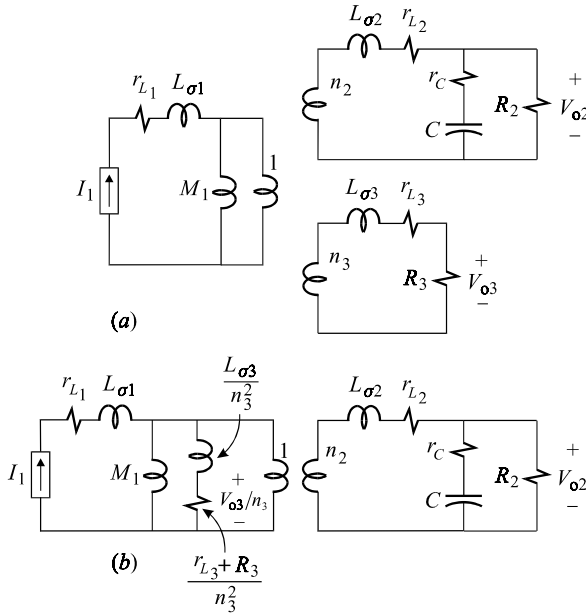 L_σ2 r_L2
n_2 r_C C R_2 + V_o2 −
r_L1 L_σ1
I_1 M_1 1
L_σ3 r_L3
n_3 R_3 + V_o3 −
(a)
L_σ3 / n_3^2
r_L1 L_σ1
I_1 M_1 + V_o3/n_3 − 1
L_σ2 r_L2
n_2 r_C C R_2 + V_o2 −
(b)
r_L3 + R_3 / n_3^2